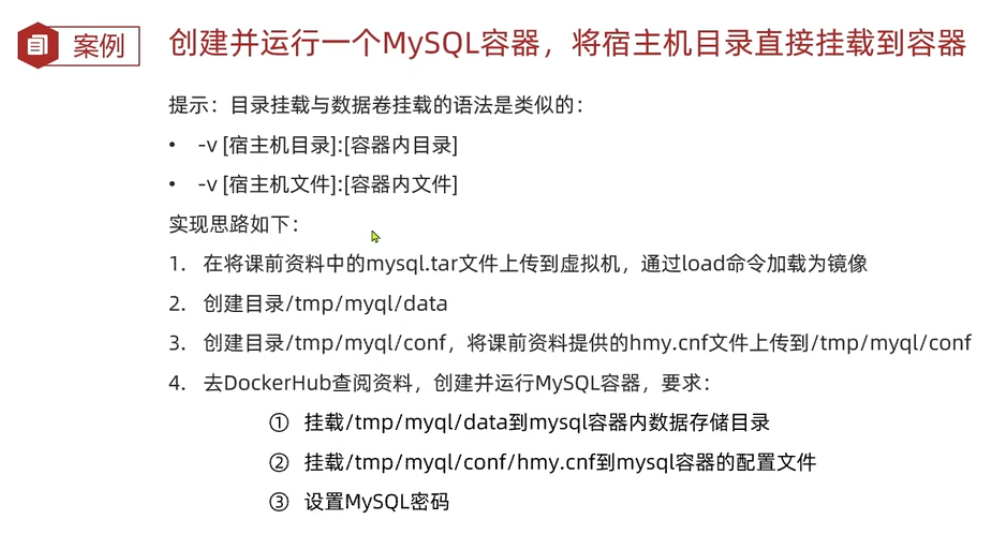 案例
创建并运行一个MySQL容器，将宿主机目录直接挂载到容器
提示：目录挂载与数据卷挂载的语法是类似的：
• -v [宿主机目录]:[容器内目录]
• -v [宿主机文件]:[容器内文件]
实现思路如下：
1. 在将课前资料中的mysql.tar文件上传到虚拟机，通过load命令加载为镜像
2. 创建目录/tmp/myql/data
3. 创建目录/tmp/myql/conf，将课前资料提供的hmy.cnf文件上传到/tmp/myql/conf
4. 去DockerHub查阅资料，创建并运行MySQL容器，要求：
① 挂载/tmp/myql/data到mysql容器内数据存储目录
② 挂载/tmp/myql/conf/hmy.cnf到mysql容器的配置文件
③ 设置MySQL密码